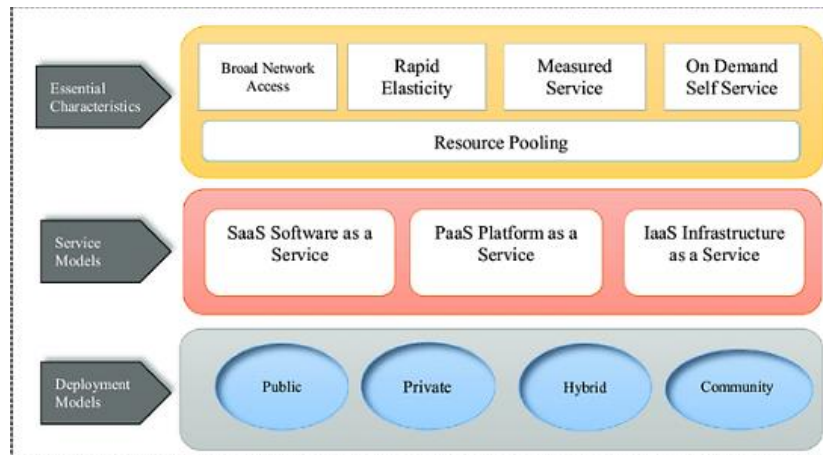 Essential
Characteristics
Broad Network
Access
Rapid
Elasticity
Measured
Service
On Demand
Self Service
Resource Pooling
Service
Models
SaaS Software as a
Service
PaaS Platform as a
Service
IaaS Infrastructure
as a Service
Deployment
Models
Public
Private
Hybrid
Community